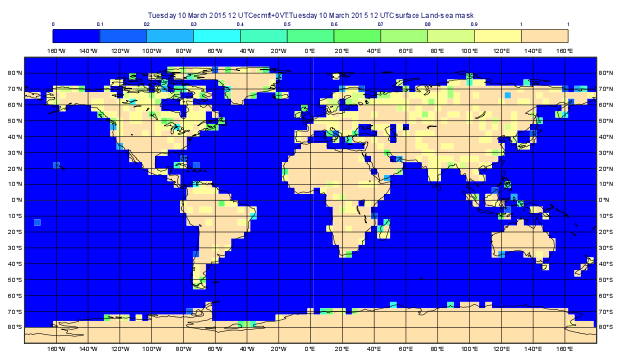 Tuesday 10 March 2015 12 UTC ecmf t+0 VT:Tuesday 10 March 2015 12 UTC surface Land-sea mask
0 0.1 0.2 0.3 0.4 0.5 0.6 0.7 0.8 0.9 1 1
160°W 140°W 120°W 100°W 80°W 60°W 40°W 20°W 0°E 20°E 40°E 60°E 80°E 100°E 120°E 140°E 160°E
80°N 80°N
70°N 70°N
60°N 60°N
50°N 50°N
40°N 40°N
30°N 30°N
20°N 20°N
10°N 10°N
0°N 0°N
10°S 10°S
20°S 20°S
30°S 30°S
40°S 40°S
50°S 50°S
60°S 60°S
70°S 70°S
80°S 80°S
160°W 140°W 120°W 100°W 80°W 60°W 40°W 20°W 0°E 20°E 40°E 60°E 80°E 100°E 120°E 140°E 160°E